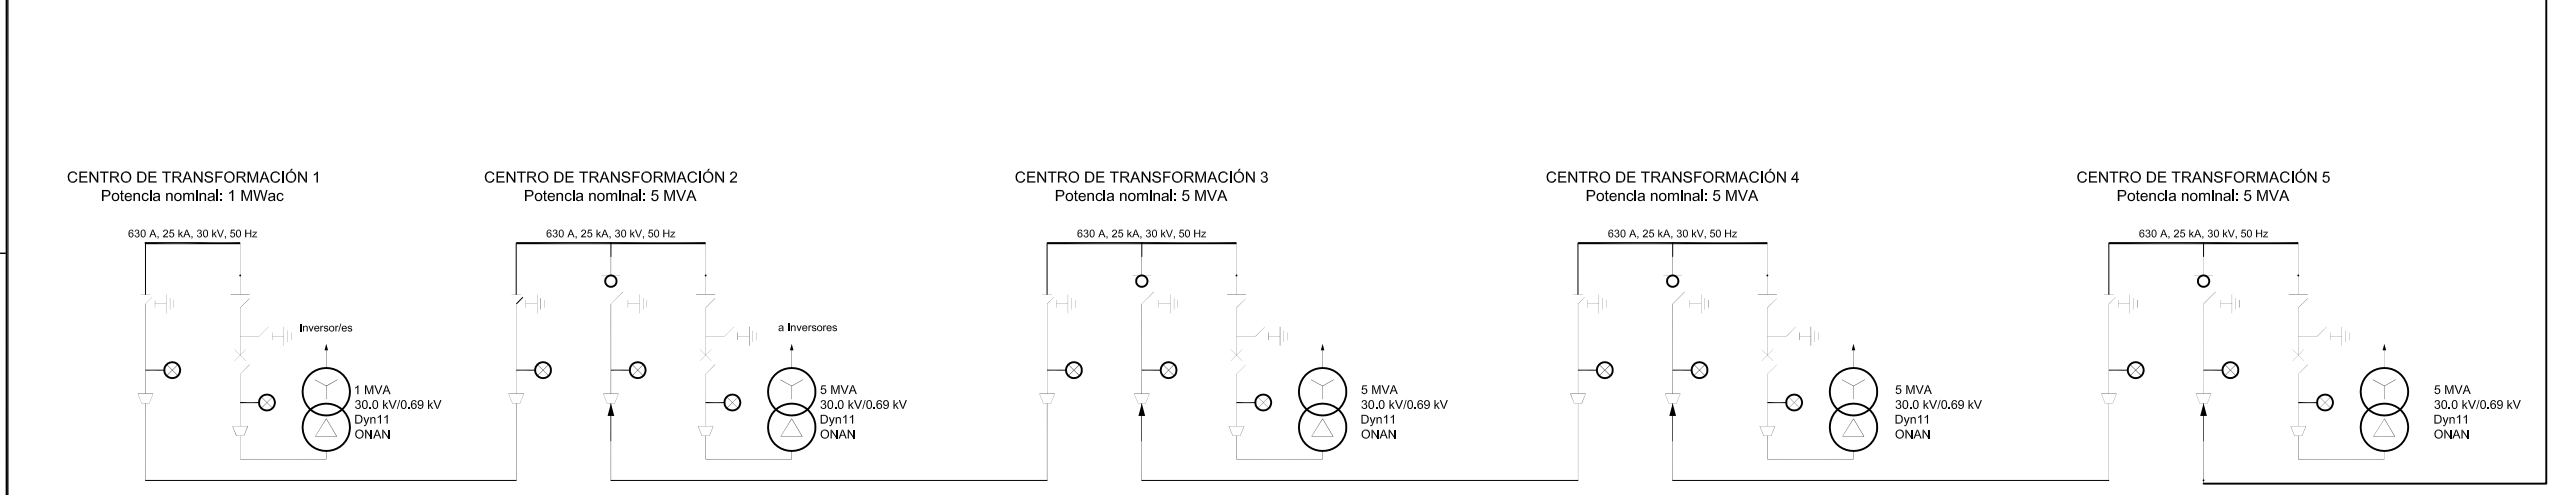 CENTRO DE TRANSFORMACIÓN 1
Potencia nominal: 1 MWac
630 A, 25 kA, 30 kV, 50 Hz
Inversor/es
1 MVA
30.0 kV/0.69 kV
Dyn11
ONAN
CENTRO DE TRANSFORMACIÓN 2
Potencia nominal: 5 MVA
630 A, 25 kA, 30 kV, 50 Hz
a Inversores
5 MVA
30.0 kV/0.69 kV
Dyn11
ONAN
CENTRO DE TRANSFORMACIÓN 3
Potencia nominal: 5 MVA
630 A, 25 kA, 30 kV, 50 Hz
5 MVA
30.0 kV/0.69 kV
Dyn11
ONAN
CENTRO DE TRANSFORMACIÓN 4
Potencia nominal: 5 MVA
630 A, 25 kA, 30 kV, 50 Hz
5 MVA
30.0 kV/0.69 kV
Dyn11
ONAN
CENTRO DE TRANSFORMACIÓN 5
Potencia nominal: 5 MVA
630 A, 25 kA, 30 kV, 50 Hz
5 MVA
30.0 kV/0.69 kV
Dyn11
ONAN